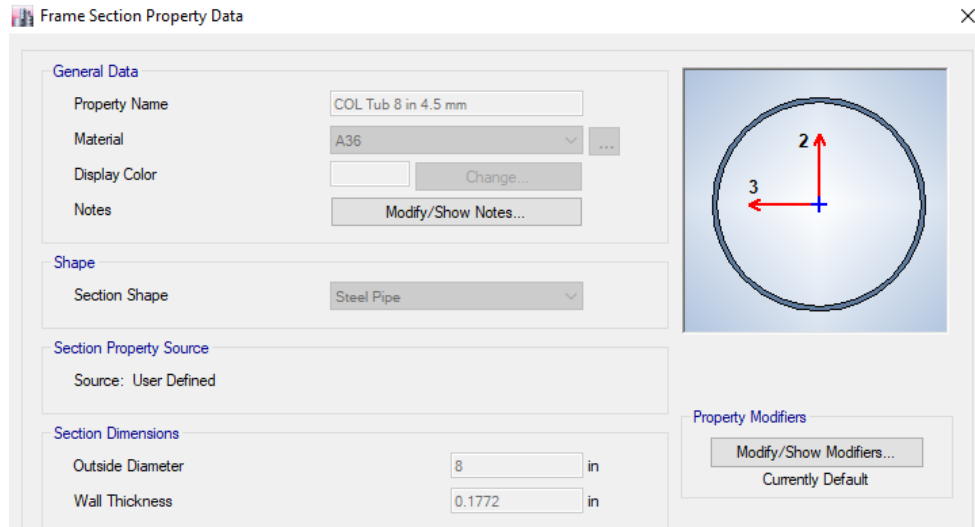 Frame Section Property Data
General Data
Property Name COL Tub 8 in 4.5 mm
Material A36 ...
Display Color Change...
Notes Modify/Show Notes...
Shape
Section Shape Steel Pipe
Section Property Source
Source: User Defined
Section Dimensions
Outside Diameter 8 in
Wall Thickness 0.1772 in
2
3
Property Modifiers
Modify/Show Modifiers...
Currently Default